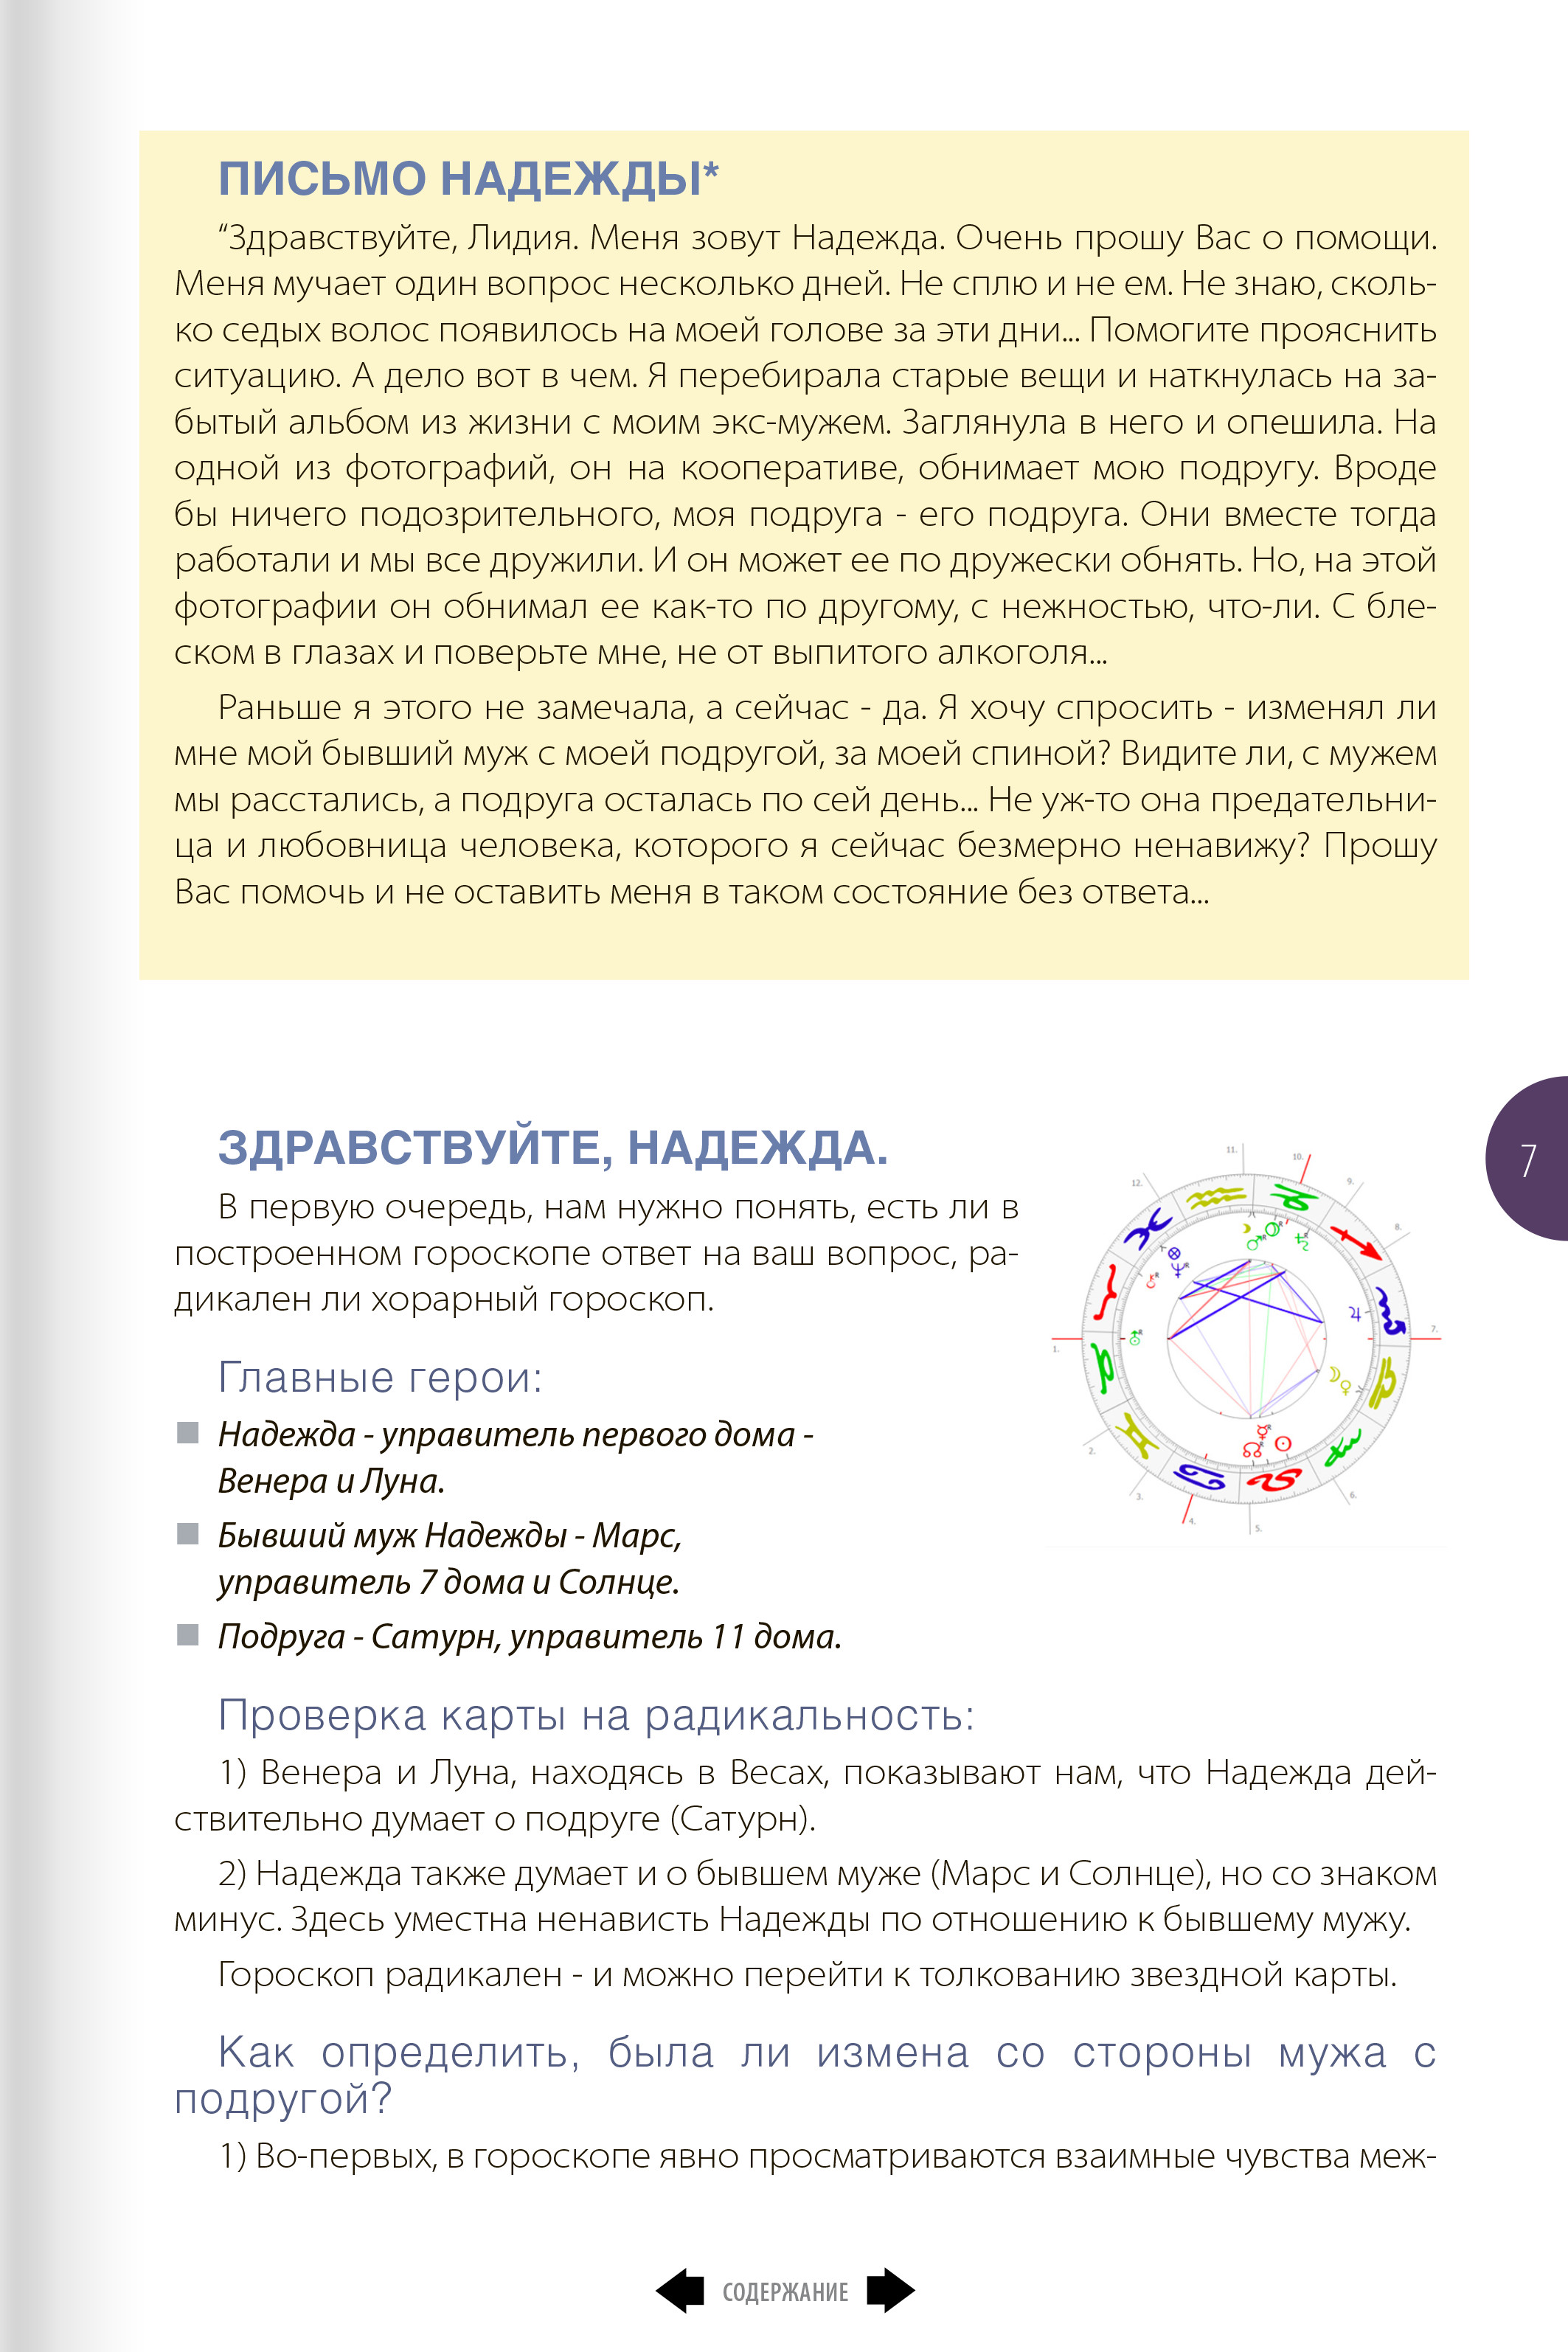 ПИСЬМО НАДЕЖДЫ*
“Здравствуйте, Лидия. Меня зовут Надежда. Очень прошу Вас о помощи.
Меня мучает один вопрос несколько дней. Не сплю и не ем. Не знаю, сколь-
ко седых волос появилось на моей голове за эти дни... Помогите прояснить
ситуацию. А дело вот в чем. Я перебирала старые вещи и наткнулась на за-
бытый альбом из жизни с моим экс-мужем. Заглянула в него и опешила. На
одной из фотографий, он на кооперативе, обнимает мою подругу. Вроде
бы ничего подозрительного, моя подруга - его подруга. Они вместе тогда
работали и мы все дружили. И он может ее по дружески обнять. Но, на этой
фотографии он обнимал ее как-то по другому, с нежностью, что-ли. С бле-
ском в глазах и поверьте мне, не от выпитого алкоголя...
Раньше я этого не замечала, а сейчас - да. Я хочу спросить - изменял ли
мне мой бывший муж с моей подругой, за моей спиной? Видите ли, с мужем
мы расстались, а подруга осталась по сей день... Не уж-то она предательни-
ца и любовница человека, которого я сейчас безмерно ненавижу? Прошу
Вас помочь и не оставить меня в таком состояние без ответа...
7
ЗДРАВСТВУЙТЕ, НАДЕЖДА.
В первую очередь, нам нужно понять, есть ли в
построенном гороскопе ответ на ваш вопрос, ра-
дикален ли хорарный гороскоп.
Главные герои:
Надежда - управитель первого дома -
Венера и Луна.
Бывший муж Надежды - Марс,
управитель 7 дома и Солнце.
Подруга - Сатурн, управитель 11 дома.
11.
10.
12.
9.
8.
7.
1.
2.
3.
6.
4.
5.
Проверка карты на радикальность:
1) Венера и Луна, находясь в Весах, показывают нам, что Надежда дей-
ствительно думает о подруге (Сатурн).
2) Надежда также думает и о бывшем муже (Марс и Солнце), но со знаком
минус. Здесь уместна ненависть Надежды по отношению к бывшему мужу.
Гороскоп радикален - и можно перейти к толкованию звездной карты.
Как определить, была ли измена со стороны мужа с
подругой?
1) Во-первых, в гороскопе явно просматриваются взаимные чувства меж-
СОДЕРЖАНИЕ